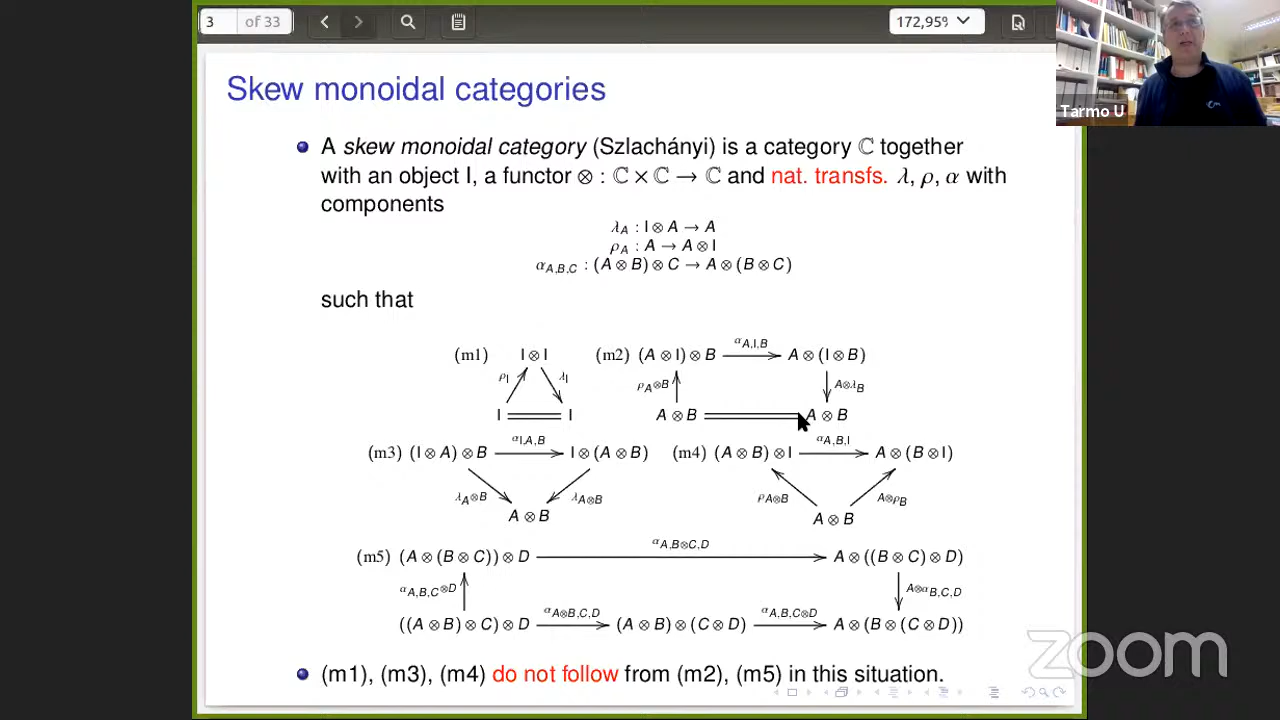 3 of 33 172,95%
Tarmo U
Skew monoidal categories
A skew monoidal category (Szlachányi) is a category ℂ together
with an object I, a functor ⊗ : ℂ × ℂ → ℂ and nat. transfs. λ, ρ, α with
components
λ_A : I ⊗ A → A
ρ_A : A → A ⊗ I
α_{A,B,C} : (A ⊗ B) ⊗ C → A ⊗ (B ⊗ C)
such that
(m1) I ⊗ I (m2) (A ⊗ I) ⊗ B α_{A,I,B} A ⊗ (I ⊗ B)
ρ_I λ_I ρ_A⊗B A⊗λ_B
I I A ⊗ B A ⊗ B
(m3) (I ⊗ A) ⊗ B α_{I,A,B} I ⊗ (A ⊗ B) (m4) (A ⊗ B) ⊗ I α_{A,B,I} A ⊗ (B ⊗ I)
λ_A⊗B λ_{A⊗B} ρ_{A⊗B} A⊗ρ_B
A ⊗ B A ⊗ B
(m5) (A ⊗ (B ⊗ C)) ⊗ D α_{A,B⊗C,D} A ⊗ ((B ⊗ C) ⊗ D)
α_{A,B,C}⊗D A⊗α_{B,C,D}
((A ⊗ B) ⊗ C) ⊗ D α_{A⊗B,C,D} (A ⊗ B) ⊗ (C ⊗ D) α_{A,B,C⊗D} A ⊗ (B ⊗ (C ⊗ D))
(m1), (m3), (m4) do not follow from (m2), (m5) in this situation.
zoom